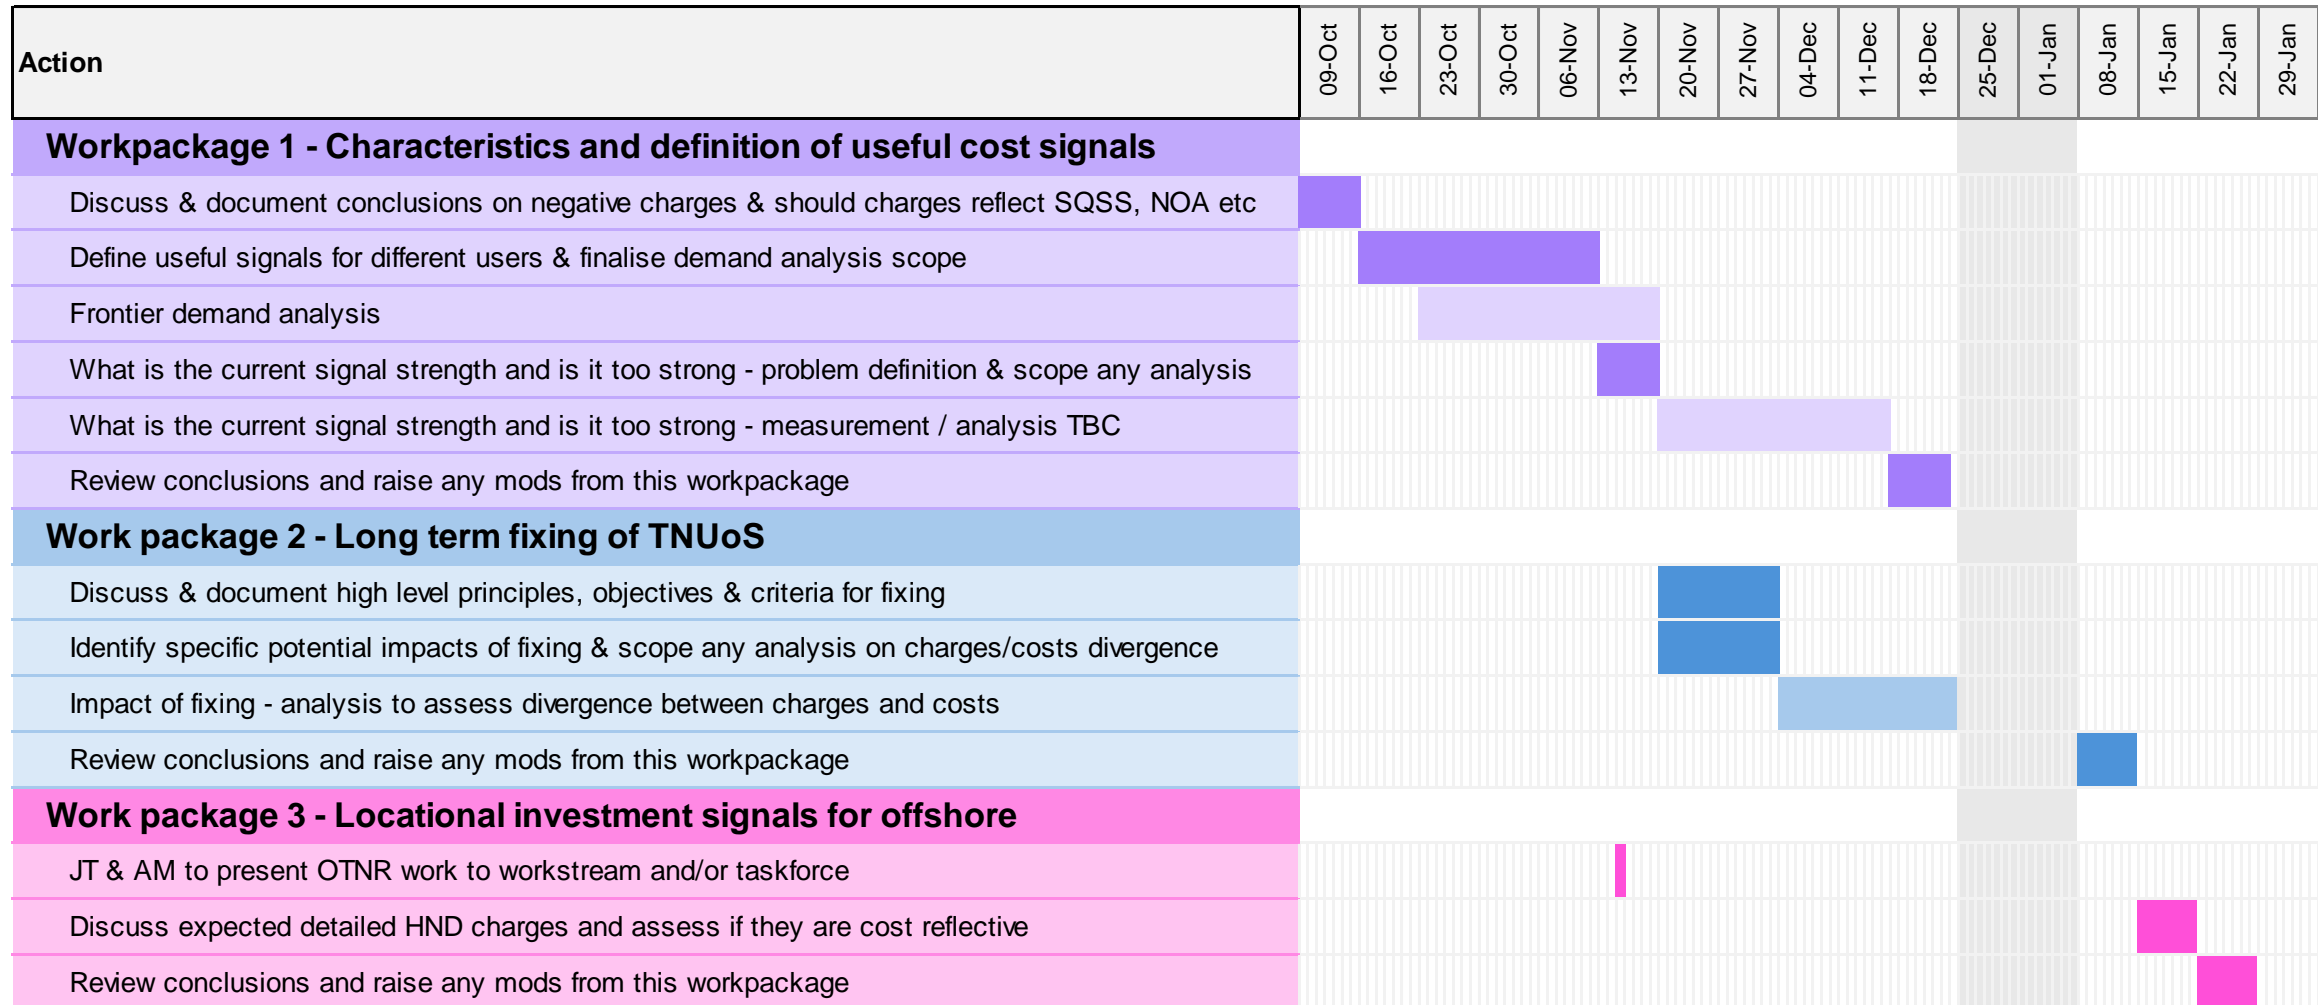 Action
09-Oct
16-Oct
23-Oct
30-Oct
06-Nov
13-Nov
20-Nov
27-Nov
04-Dec
11-Dec
18-Dec
25-Dec
01-Jan
08-Jan
15-Jan
22-Jan
29-Jan
Workpackage 1 - Characteristics and definition of useful cost signals
Discuss & document conclusions on negative charges & should charges reflect SQSS, NOA etc
Define useful signals for different users & finalise demand analysis scope
Frontier demand analysis
What is the current signal strength and is it too strong - problem definition & scope any analysis
What is the current signal strength and is it too strong - measurement / analysis TBC
Review conclusions and raise any mods from this workpackage
Work package 2 - Long term fixing of TNUoS
Discuss & document high level principles, objectives & criteria for fixing
Identify specific potential impacts of fixing & scope any analysis on charges/costs divergence
Impact of fixing - analysis to assess divergence between charges and costs
Review conclusions and raise any mods from this workpackage
Work package 3 - Locational investment signals for offshore
JT & AM to present OTNR work to workstream and/or taskforce
Discuss expected detailed HND charges and assess if they are cost reflective
Review conclusions and raise any mods from this workpackage